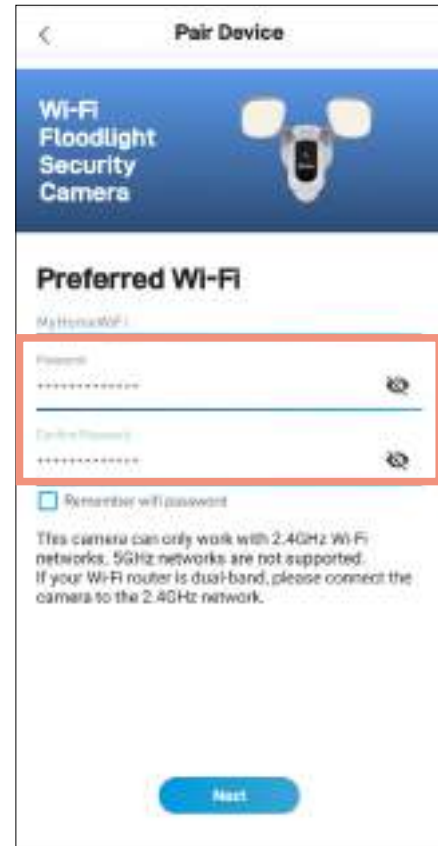 Pair Device
Wi-Fi
Floodlight
Security
Camera
Preferred Wi-Fi
MyHomeWiFi
Password
•••••••••••••
Confirm Password
•••••••••••••
Remember wifi password
This camera can only work with 2.4GHz Wi-Fi
networks, 5GHz networks are not supported.
If your Wi-Fi router is dual-band, please connect the
camera to the 2.4GHz network.
Next